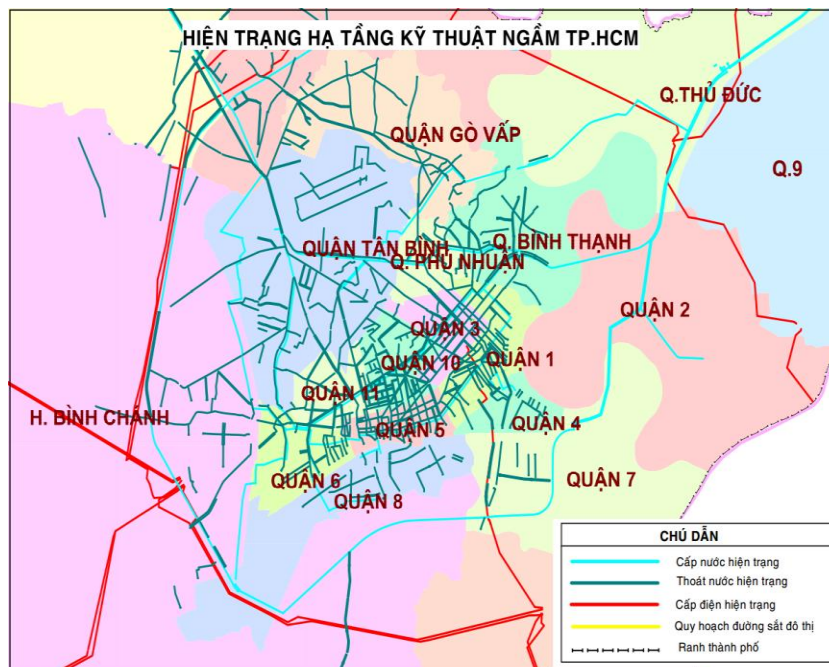 HIỆN TRẠNG HẠ TẦNG KỸ THUẬT NGẦM TP.HCM
Q.THỦ ĐỨC
QUẬN GÒ VẤP
Q.9
QUẬN TÂN BÌNH
Q. BÌNH THẠNH
Q. PHÚ NHUẬN
QUẬN 2
QUẬN 3
QUẬN 10
QUẬN 1
QUẬN 11
H. BÌNH CHÁNH
QUẬN 5
QUẬN 4
QUẬN 6
QUẬN 7
QUẬN 8
CHÚ DẪN
Cấp nước hiện trạng
Thoát nước hiện trạng
Cấp điện hiện trạng
Quy hoạch đường sắt đô thị
Ranh thành phố